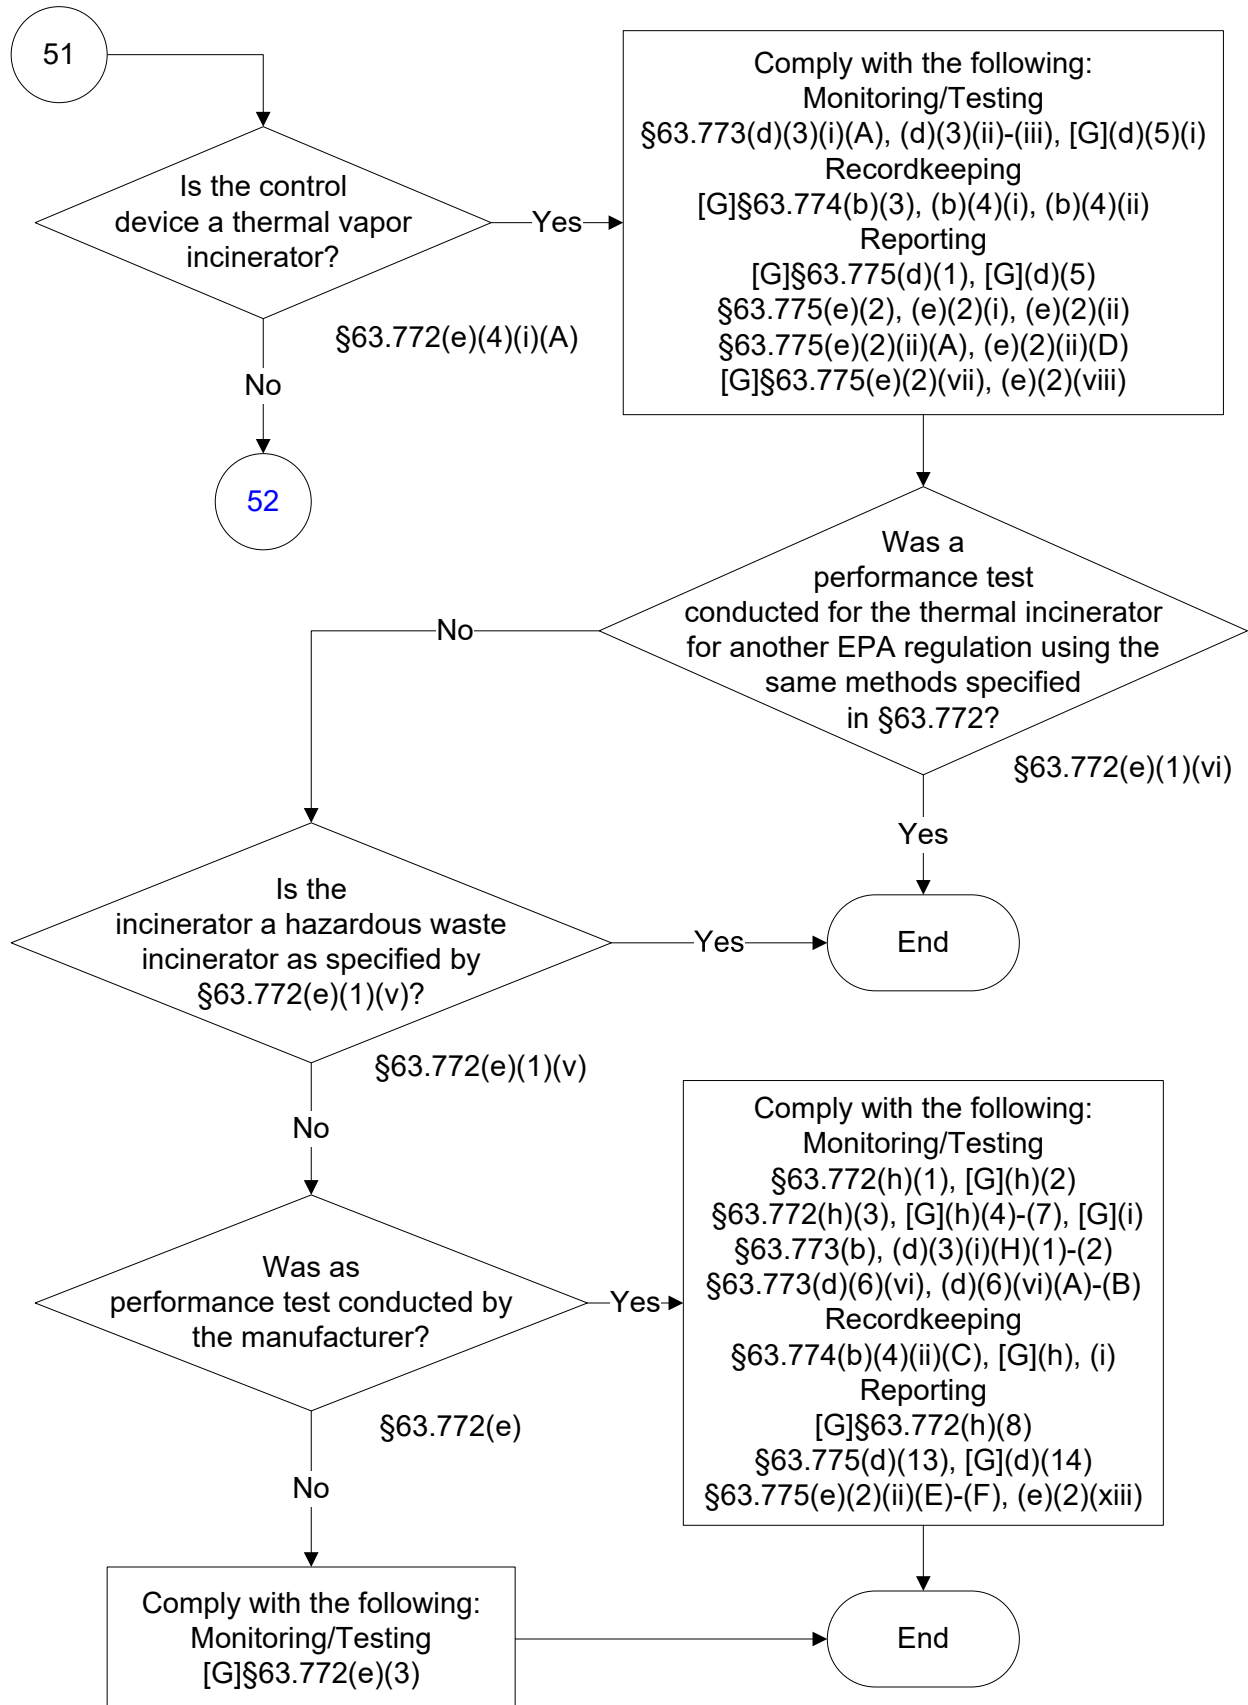 51
Is the control
device a thermal vapor
incinerator?
Yes
§63.772(e)(4)(i)(A)
No
52
Comply with the following:
Monitoring/Testing
§63.773(d)(3)(i)(A), (d)(3)(ii)-(iii), [G](d)(5)(i)
Recordkeeping
[G]§63.774(b)(3), (b)(4)(i), (b)(4)(ii)
Reporting
[G]§63.775(d)(1), [G](d)(5)
§63.775(e)(2), (e)(2)(i), (e)(2)(ii)
§63.775(e)(2)(ii)(A), (e)(2)(ii)(D)
[G]§63.775(e)(2)(vii), (e)(2)(viii)
Was a
performance test
conducted for the thermal incinerator
for another EPA regulation using the
same methods specified
in §63.772?
No
§63.772(e)(1)(vi)
Yes
End
Is the
incinerator a hazardous waste
incinerator as specified by
§63.772(e)(1)(v)?
Yes
§63.772(e)(1)(v)
No
Was as
performance test conducted by
the manufacturer?
Yes
§63.772(e)
No
Comply with the following:
Monitoring/Testing
§63.772(h)(1), [G](h)(2)
§63.772(h)(3), [G](h)(4)-(7), [G](i)
§63.773(b), (d)(3)(i)(H)(1)-(2)
§63.773(d)(6)(vi), (d)(6)(vi)(A)-(B)
Recordkeeping
§63.774(b)(4)(ii)(C), [G](h), (i)
Reporting
[G]§63.772(h)(8)
§63.775(d)(13), [G](d)(14)
§63.775(e)(2)(ii)(E)-(F), (e)(2)(xiii)
Comply with the following:
Monitoring/Testing
[G]§63.772(e)(3)
End